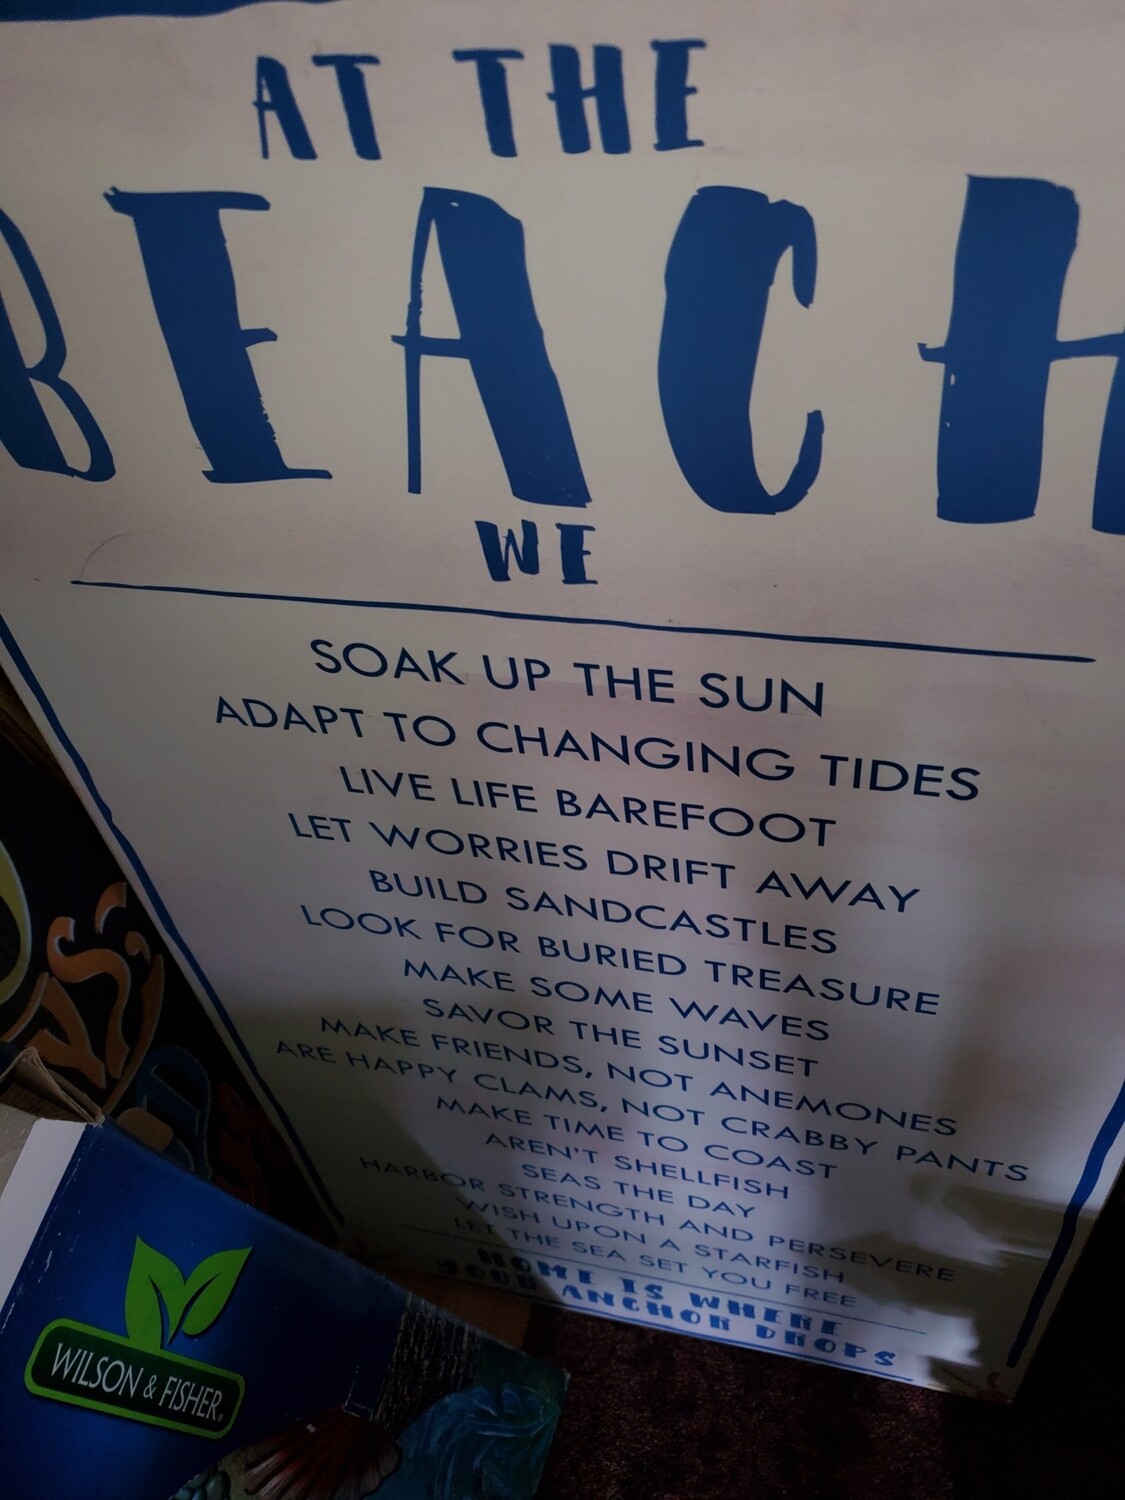 AT THE
BEACH
WE
SOAK UP THE SUN
ADAPT TO CHANGING TIDES
LIVE LIFE BAREFOOT
LET WORRIES DRIFT AWAY
BUILD SANDCASTLES
LOOK FOR BURIED TREASURE
MAKE SOME WAVES
SAVOR THE SUNSET
MAKE FRIENDS, NOT ANEMONES
ARE HAPPY CLAMS, NOT CRABBY PANTS
MAKE TIME TO COAST
AREN'T SHELLFISH
SEAS THE DAY
HARBOR STRENGTH AND PERSEVERE
WISH UPON A STARFISH
LET THE SEA SET YOU FREE
HOME IS WHERE
YOUR ANCHOR DROPS
WILSON & FISHER®